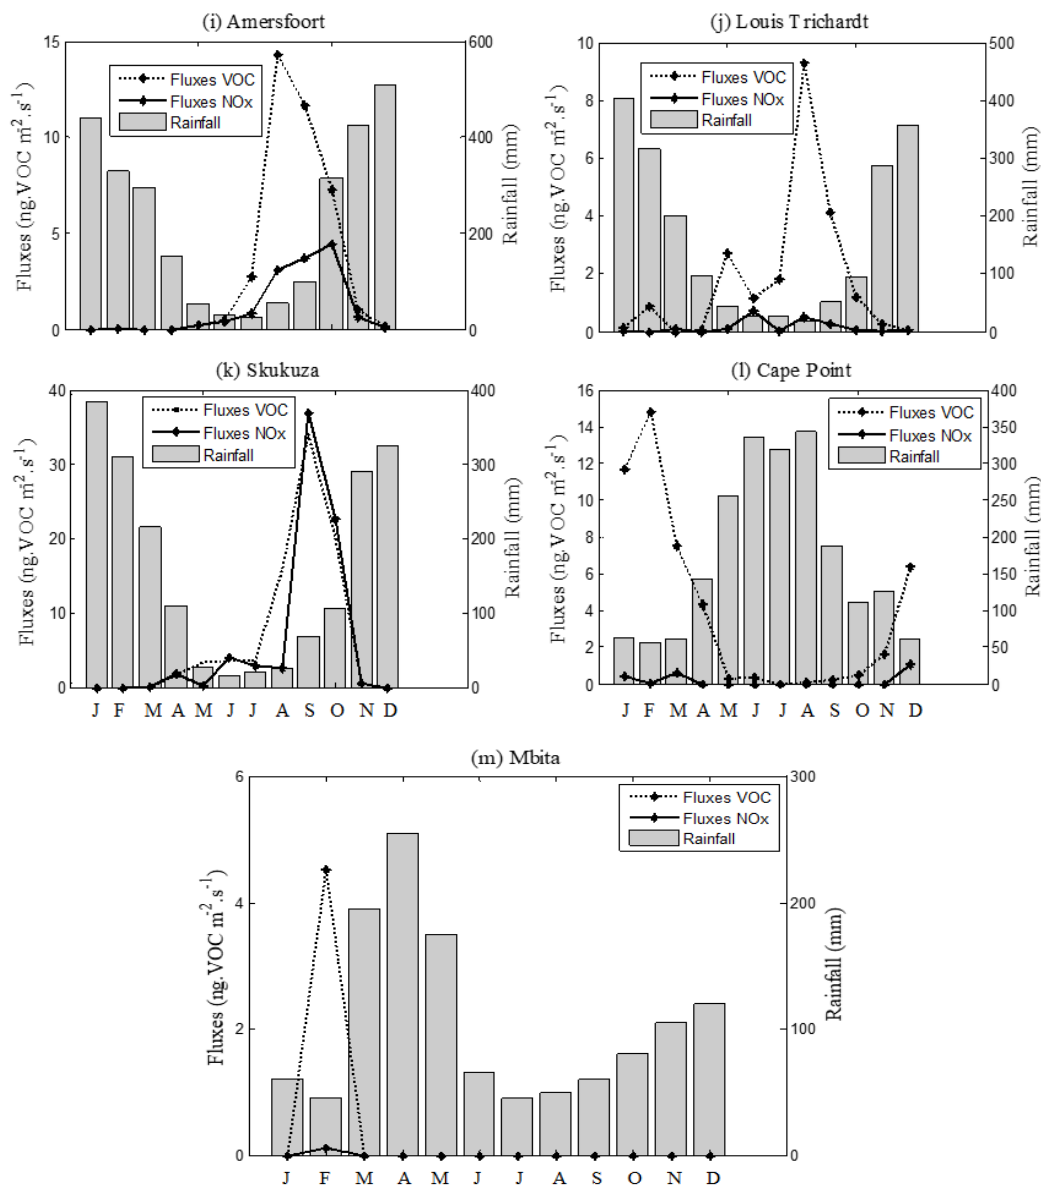 (i) Amersfoort
15
10
5
0
Fluxes (ng.VOC m⁻².s⁻¹)
600
400
200
0
Rainfall (mm)
Fluxes VOC
Fluxes NOx
Rainfall
(j) Louis Trichardt
10
8
6
4
2
0
Fluxes (ng.VOC m⁻².s⁻¹)
500
400
300
200
100
0
Rainfall (mm)
Fluxes VOC
Fluxes NOx
Rainfall
(k) Skukuza
40
30
20
10
0
Fluxes (ng.VOC m⁻².s⁻¹)
400
300
200
100
0
Rainfall (mm)
Fluxes VOC
Fluxes NOx
Rainfall
J F M A M J J A S O N D
(l) Cape Point
16
14
12
10
8
6
4
2
0
Fluxes (ng.VOC m⁻².s⁻¹)
400
350
300
250
200
150
100
50
0
Rainfall (mm)
Fluxes VOC
Fluxes NOx
Rainfall
J F M A M J J A S O N D
(m) Mbita
6
4
2
0
Fluxes (ng.VOC m⁻².s⁻¹)
300
200
100
0
Rainfall (mm)
Fluxes VOC
Fluxes NOx
Rainfall
J F M A M J J A S O N D